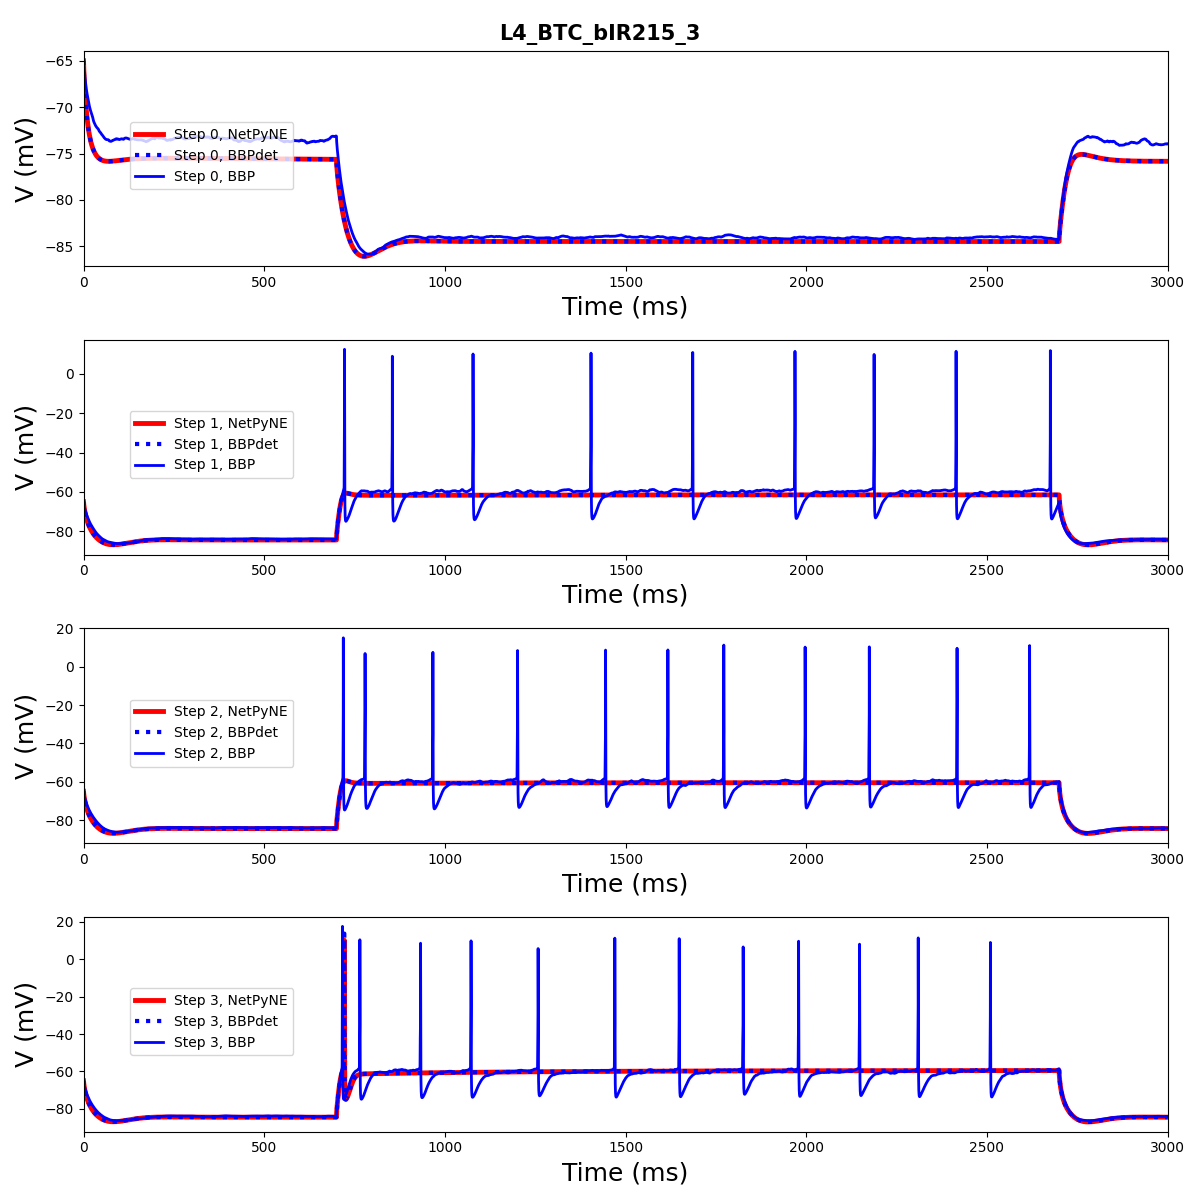 L4_BTC_bIR215_3
−65
−70
−75
−80
−85
V (mV)
Step 0, NetPyNE
Step 0, BBPdet
Step 0, BBP
0 500 1000 1500 2000 2500 3000
Time (ms)
0
−20
−40
−60
−80
V (mV)
Step 1, NetPyNE
Step 1, BBPdet
Step 1, BBP
0 500 1000 1500 2000 2500 3000
Time (ms)
20
0
−20
−40
−60
−80
V (mV)
Step 2, NetPyNE
Step 2, BBPdet
Step 2, BBP
0 500 1000 1500 2000 2500 3000
Time (ms)
20
0
−20
−40
−60
−80
V (mV)
Step 3, NetPyNE
Step 3, BBPdet
Step 3, BBP
0 500 1000 1500 2000 2500 3000
Time (ms)